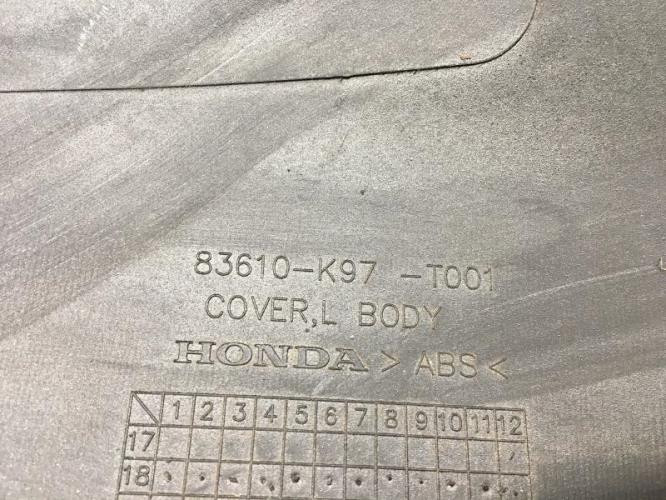 83610-K97 -T001
COVER,L BODY
HONDA > ABS <
1 2 3 4 5 6 7 8 9 10 11 12
17
18